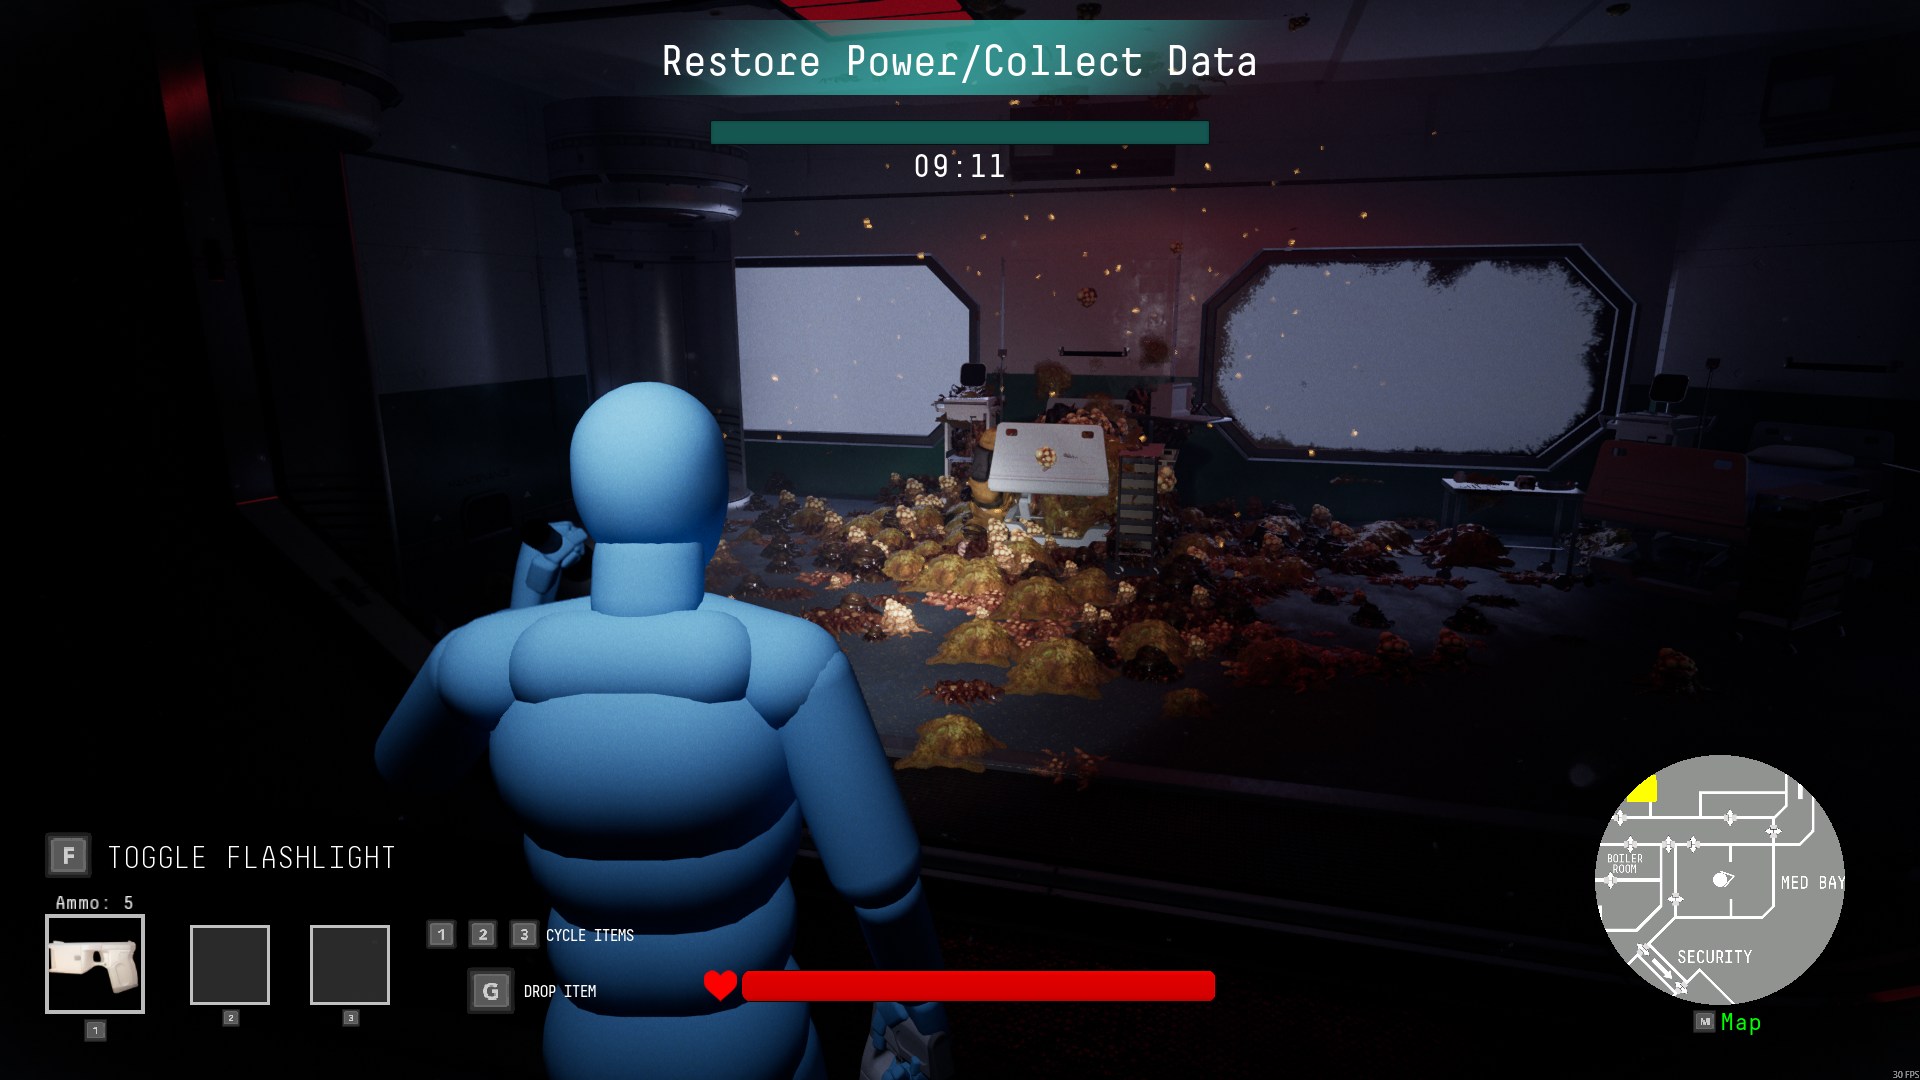 Restore Power/Collect Data
09:11
F TOGGLE FLASHLIGHT
Ammo: 5
1
2
3
1 2 3 CYCLE ITEMS
G DROP ITEM
BOILER
ROOM
MED BAY
SECURITY
M Map
30 FPS